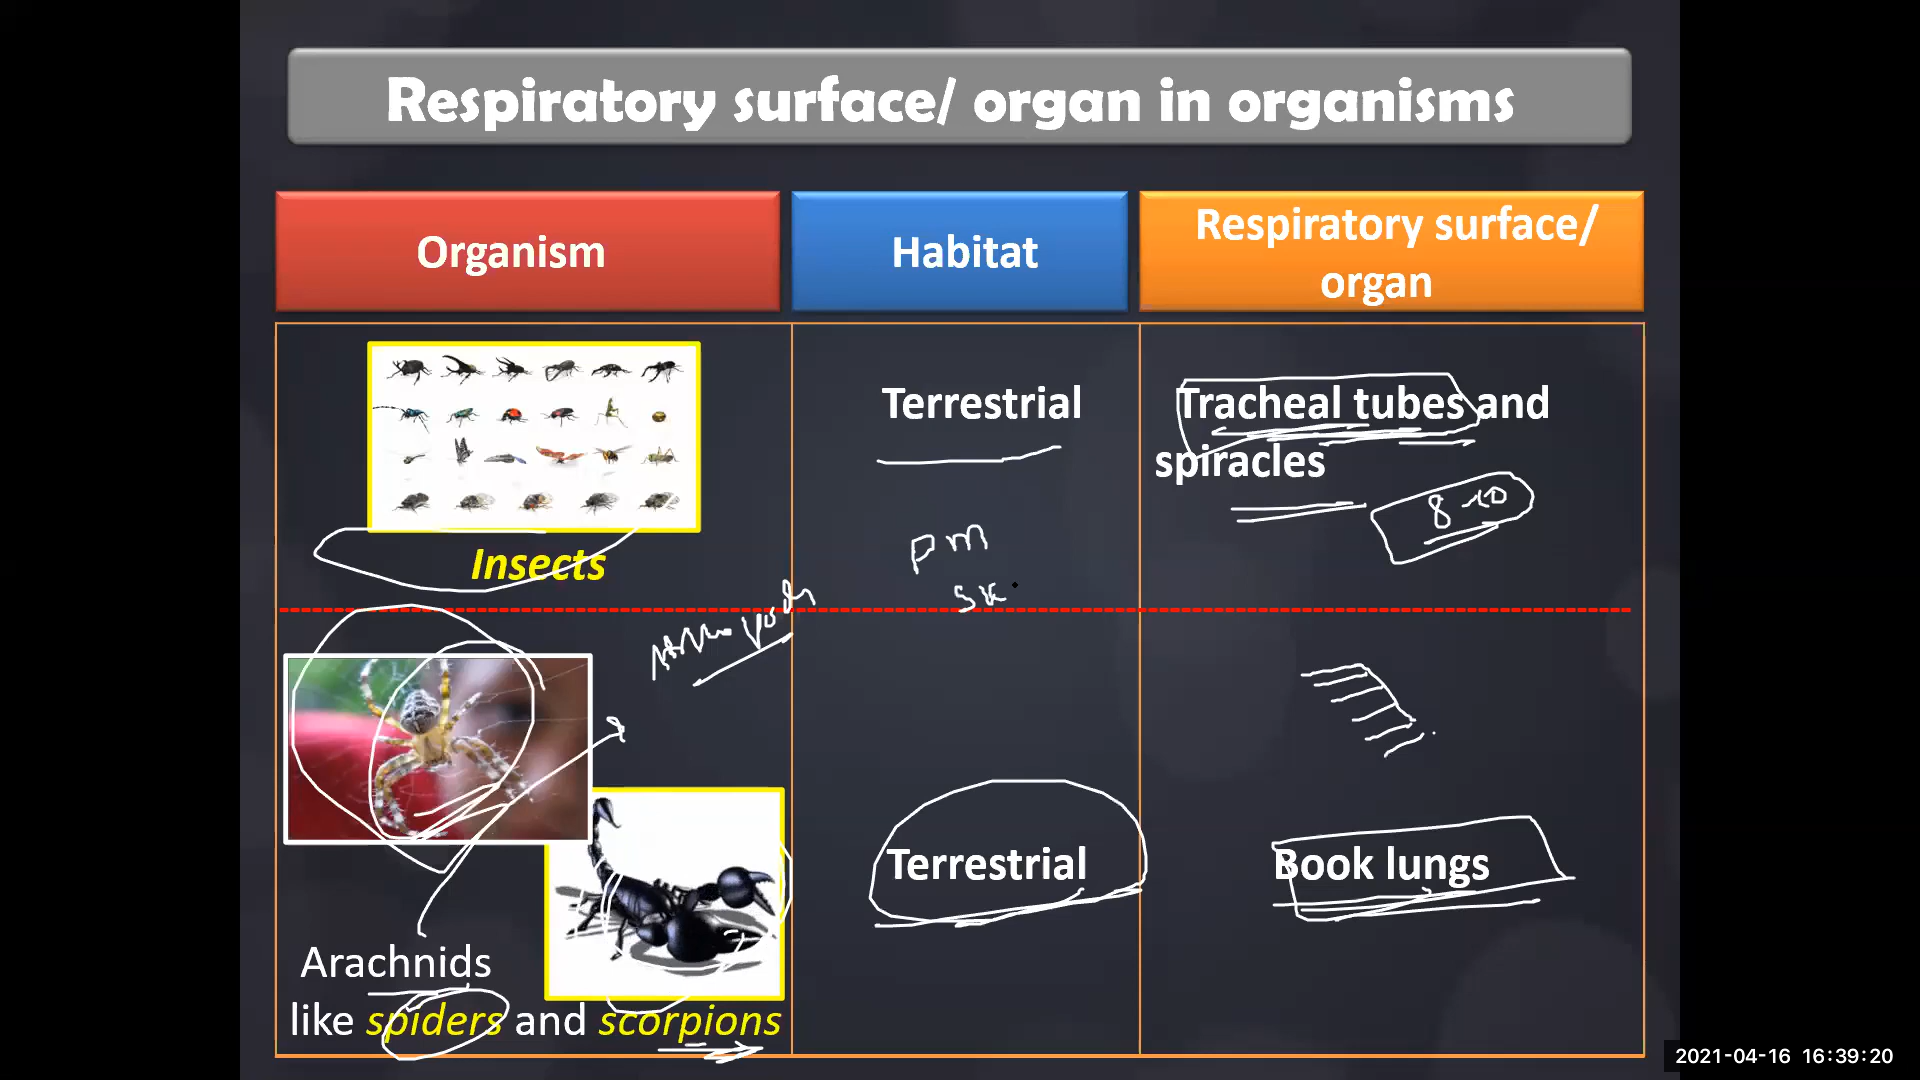 Respiratory surface/ organ in organisms
Organism
Habitat
Respiratory surface/
organ
Terrestrial
Tracheal tubes and
spiracles
8
Insects
pm
Terrestrial
Book lungs
Arachnids
like spiders and scorpions
2021-04-16 16:39:20